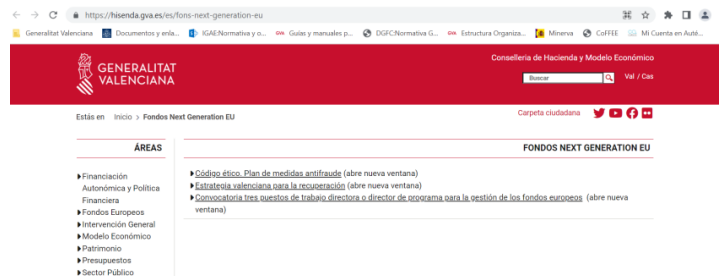 https://hisenda.gva.es/es/fons-next-generation-eu
Generalitat Valenciana Documentos y enla... IGAE:Normativa y o... GVA Guías y manuales p... OGFC:Normativa G... GVA Estructura Organiza... Minerva CoFFEE Mi Cuenta en Auté...
GENERALITAT
VALENCIANA
Conselleria de Hacienda y Modelo Económico
Buscar
Val / Cas
Estás en Inicio > Fondos Next Generation EU
Carpeta ciudadana
ÁREAS
Financiación
Autonómica y Política
Financiera
Fondos Europeos
Intervención General
Modelo Económico
Patrimonio
Presupuestos
Sector Público
FONDOS NEXT GENERATION EU
Código ético. Plan de medidas antifraude (abre nueva ventana)
Estrategia valenciana para la recuperación (abre nueva ventana)
Convocatoria tres puestos de trabajo directora o director de programa para la gestión de los fondos europeos (abre nueva
ventana)